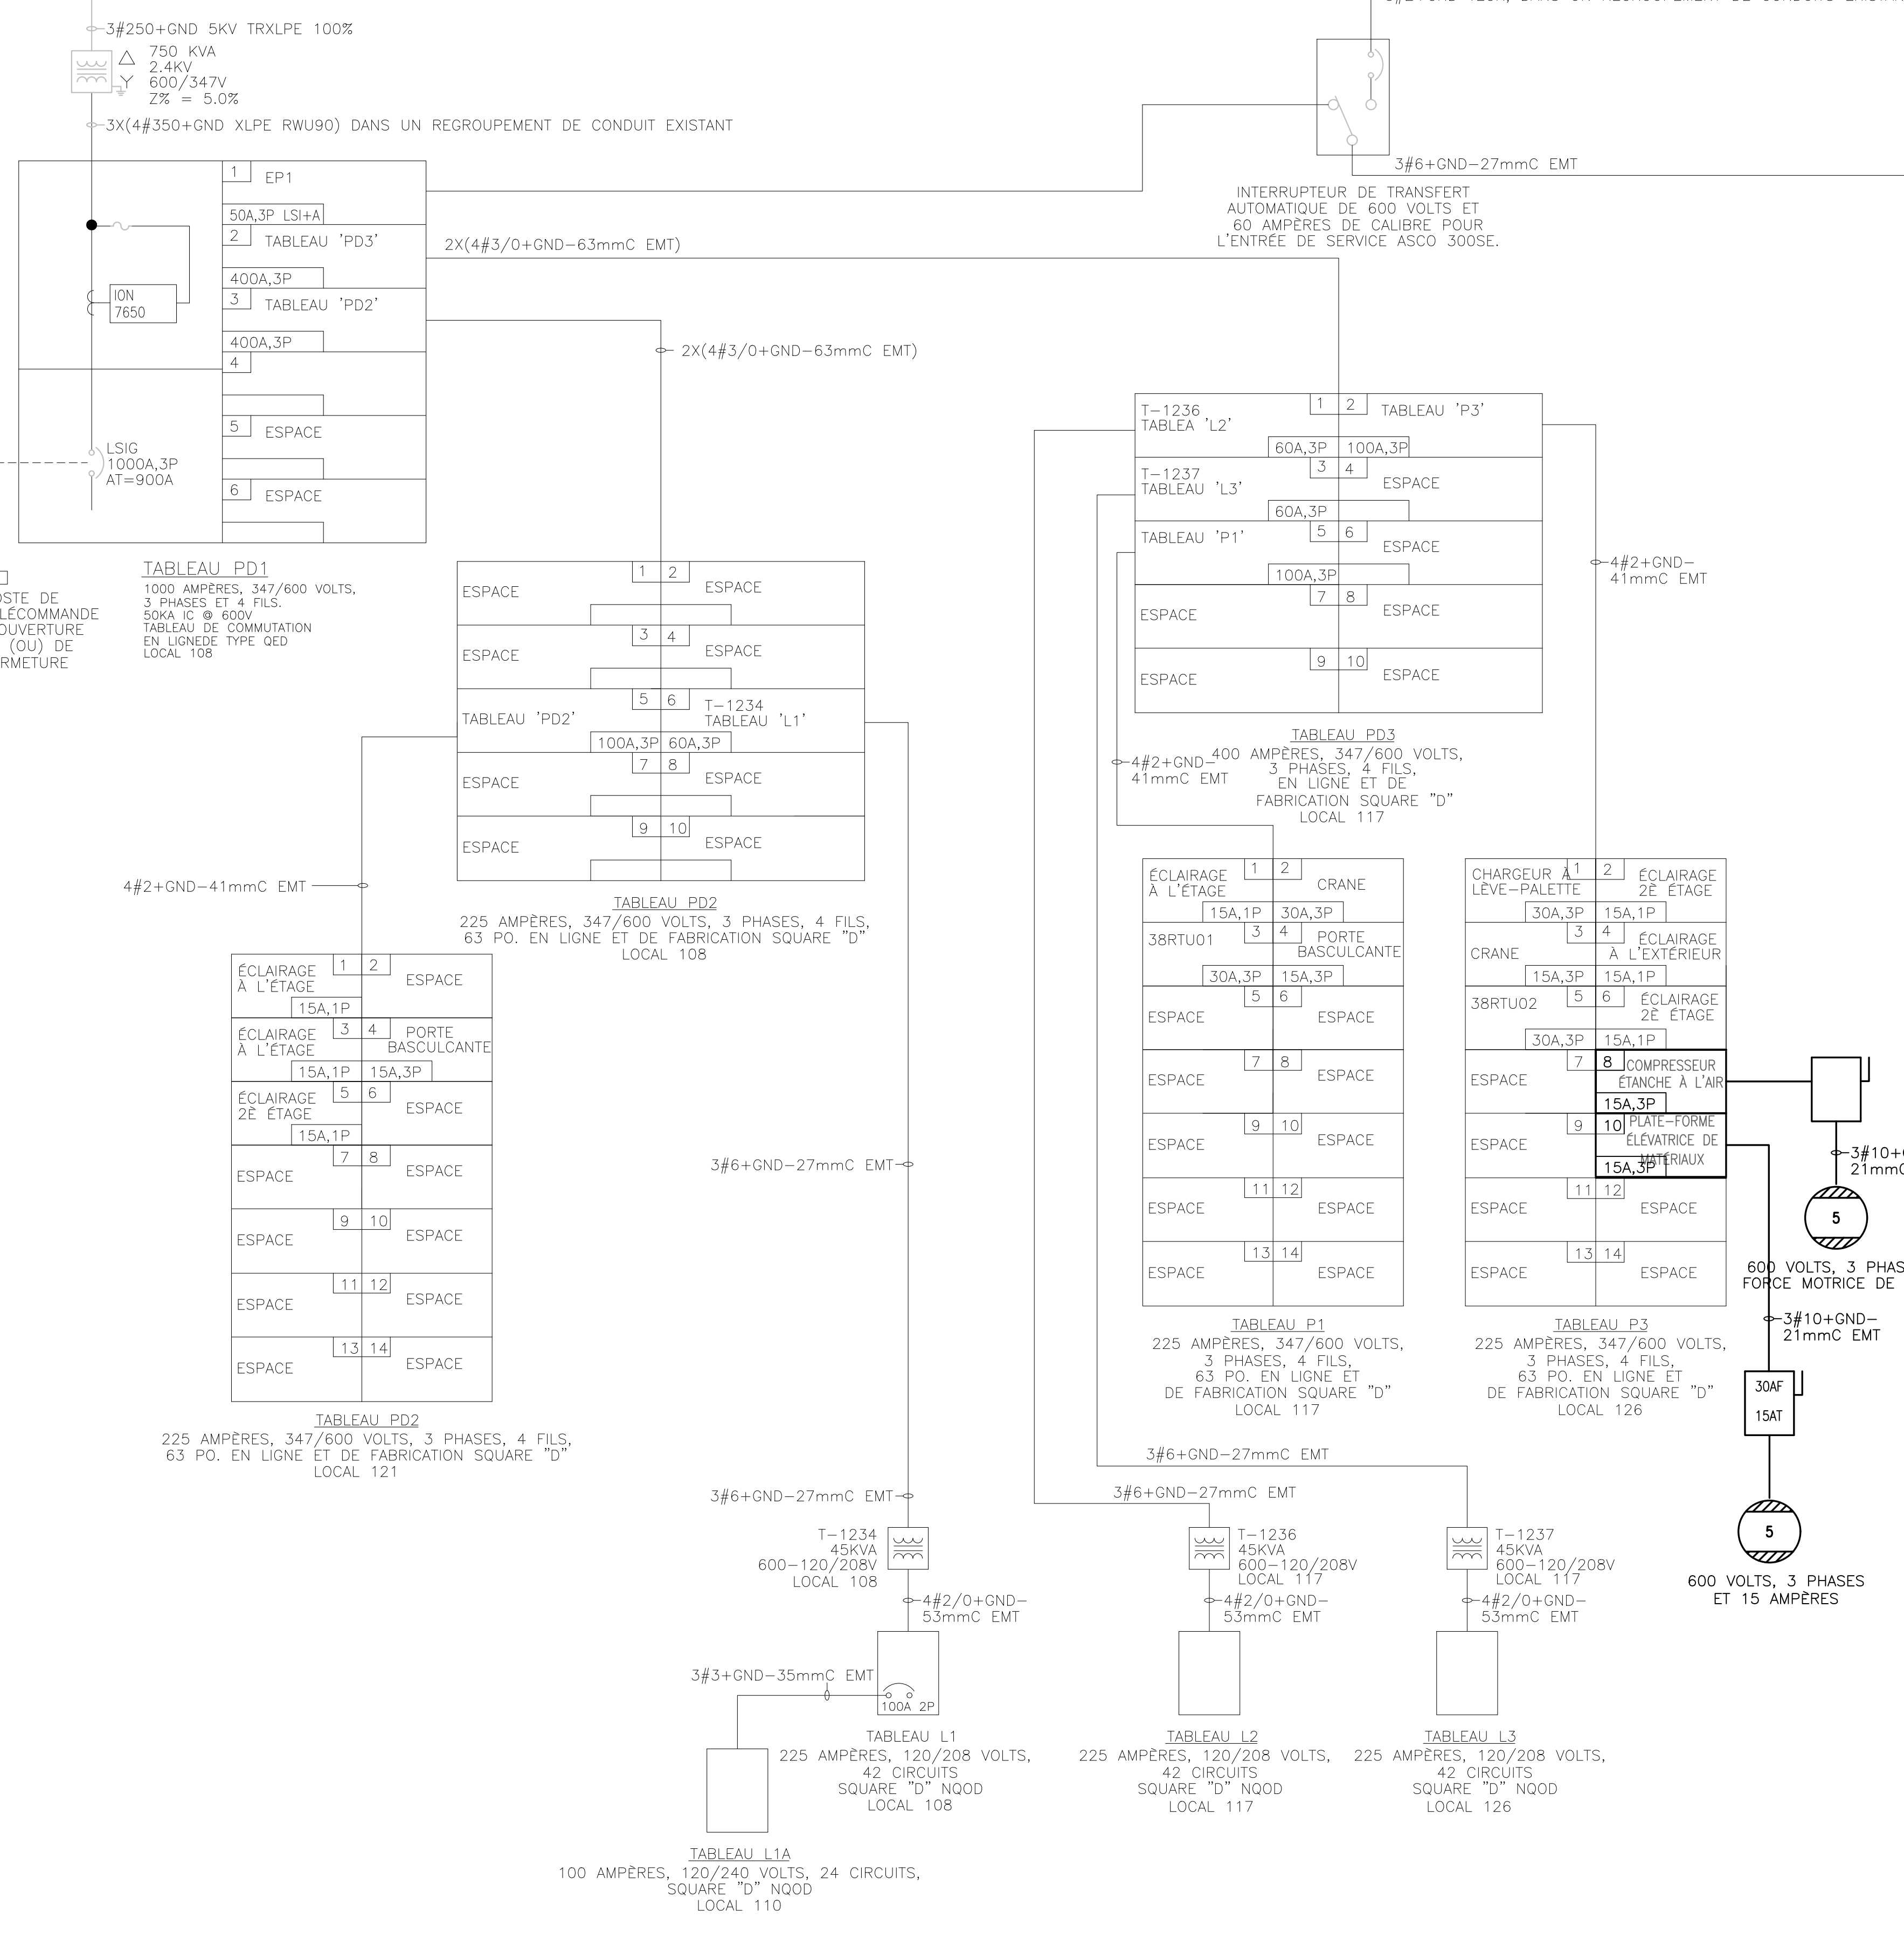 3#250+GND 5KV TRXLPE 100%
750 KVA
2.4KV
600/347V
Z% = 5.0%
3X(4#350+GND XLPE RWU90) DANS UN REGROUPEMENT DE CONDUIT EXISTANT
3#6+GND-27mmC EMT
INTERRUPTEUR DE TRANSFERT
AUTOMATIQUE DE 600 VOLTS ET
60 AMPÈRES DE CALIBRE POUR
L'ENTRÉE DE SERVICE ASCO 300SE.
1 EP1
50A,3P LSI+A
2 TABLEAU 'PD3'
400A,3P
3 TABLEAU 'PD2'
400A,3P
4
5 ESPACE
6 ESPACE
ION
7650
LSIG
1000A,3P
AT=900A
2X(4#3/0+GND-63mmC EMT)
2X(4#3/0+GND-63mmC EMT)
TABLEAU PD1
1000 AMPÈRES, 347/600 VOLTS,
3 PHASES ET 4 FILS.
50KA IC @ 600V
TABLEAU DE COMMUTATION
EN LIGNEDE TYPE QED
LOCAL 108
OSTE DE
LÉCOMMANDE
OUVERTURE
(OU) DE
RMETURE
T-1236
TABLEA 'L2'
1 2 TABLEAU 'P3'
60A,3P 100A,3P
T-1237
TABLEAU 'L3'
3 4 ESPACE
60A,3P
TABLEAU 'P1' 5 6 ESPACE
100A,3P
ESPACE 7 8 ESPACE
ESPACE 9 10 ESPACE
TABLEAU PD3
400 AMPÈRES, 347/600 VOLTS,
3 PHASES, 4 FILS,
EN LIGNE ET DE
FABRICATION SQUARE "D"
LOCAL 117
4#2+GND-
41mmC EMT
4#2+GND-
41mmC EMT
ESPACE 1 2 ESPACE
ESPACE 3 4 ESPACE
TABLEAU 'PD2' 5 6 T-1234
TABLEAU 'L1'
100A,3P 60A,3P
ESPACE 7 8 ESPACE
ESPACE 9 10 ESPACE
TABLEAU PD2
225 AMPÈRES, 347/600 VOLTS, 3 PHASES, 4 FILS,
63 PO. EN LIGNE ET DE FABRICATION SQUARE "D"
LOCAL 108
4#2+GND-41mmC EMT
ÉCLAIRAGE
À L'ÉTAGE
1 2 ESPACE
15A,1P
ÉCLAIRAGE
À L'ÉTAGE
3 4 PORTE
BASCULCANTE
15A,1P 15A,3P
ÉCLAIRAGE
2È ÉTAGE
5 6 ESPACE
15A,1P
ESPACE 7 8 ESPACE
ESPACE 9 10 ESPACE
ESPACE 11 12 ESPACE
ESPACE 13 14 ESPACE
TABLEAU PD2
225 AMPÈRES, 347/600 VOLTS, 3 PHASES, 4 FILS,
63 PO. EN LIGNE ET DE FABRICATION SQUARE "D"
LOCAL 121
ÉCLAIRAGE
À L'ÉTAGE
1 2 CRANE
15A,1P 30A,3P
38RTU01 3 4 PORTE
BASCULCANTE
30A,3P 15A,3P
ESPACE 5 6 ESPACE
ESPACE 7 8 ESPACE
ESPACE 9 10 ESPACE
ESPACE 11 12 ESPACE
ESPACE 13 14 ESPACE
TABLEAU P1
225 AMPÈRES, 347/600 VOLTS,
3 PHASES, 4 FILS,
63 PO. EN LIGNE ET
DE FABRICATION SQUARE "D"
LOCAL 117
CHARGEUR À
LÈVE-PALETTE
1 2 ÉCLAIRAGE
2È ÉTAGE
30A,3P 15A,1P
CRANE 3 4 ÉCLAIRAGE
À L'EXTÉRIEUR
15A,3P 15A,1P
38RTU02 5 6 ÉCLAIRAGE
2È ÉTAGE
30A,3P 15A,1P
ESPACE 7 8 COMPRESSEUR
ÉTANCHE À L'AIR
15A,3P
ESPACE 9 10 PLATE-FORME
ÉLÉVATRICE DE
MATÉRIAUX
15A,3P
ESPACE 11 12 ESPACE
ESPACE 13 14 ESPACE
TABLEAU P3
225 AMPÈRES, 347/600 VOLTS,
3 PHASES, 4 FILS,
63 PO. EN LIGNE ET
DE FABRICATION SQUARE "D"
LOCAL 126
3#10+
21mmC
5
600 VOLTS, 3 PHAS
FORCE MOTRICE DE
3#10+GND-
21mmC EMT
30AF
15AT
5
600 VOLTS, 3 PHASES
ET 15 AMPÈRES
3#6+GND-27mmC EMT
3#6+GND-27mmC EMT
3#6+GND-27mmC EMT
3#6+GND-27mmC EMT
T-1234
45KVA
600-120/208V
LOCAL 108
4#2/0+GND-
53mmC EMT
T-1236
45KVA
600-120/208V
LOCAL 117
4#2/0+GND-
53mmC EMT
T-1237
45KVA
600-120/208V
LOCAL 117
4#2/0+GND-
53mmC EMT
3#3+GND-35mmC EMT
100A 2P
TABLEAU L1
225 AMPÈRES, 120/208 VOLTS,
42 CIRCUITS
SQUARE "D" NQOD
LOCAL 108
TABLEAU L2
225 AMPÈRES, 120/208 VOLTS,
42 CIRCUITS
SQUARE "D" NQOD
LOCAL 117
TABLEAU L3
225 AMPÈRES, 120/208 VOLTS,
42 CIRCUITS
SQUARE "D" NQOD
LOCAL 126
TABLEAU L1A
100 AMPÈRES, 120/240 VOLTS, 24 CIRCUITS,
SQUARE "D" NQOD
LOCAL 110